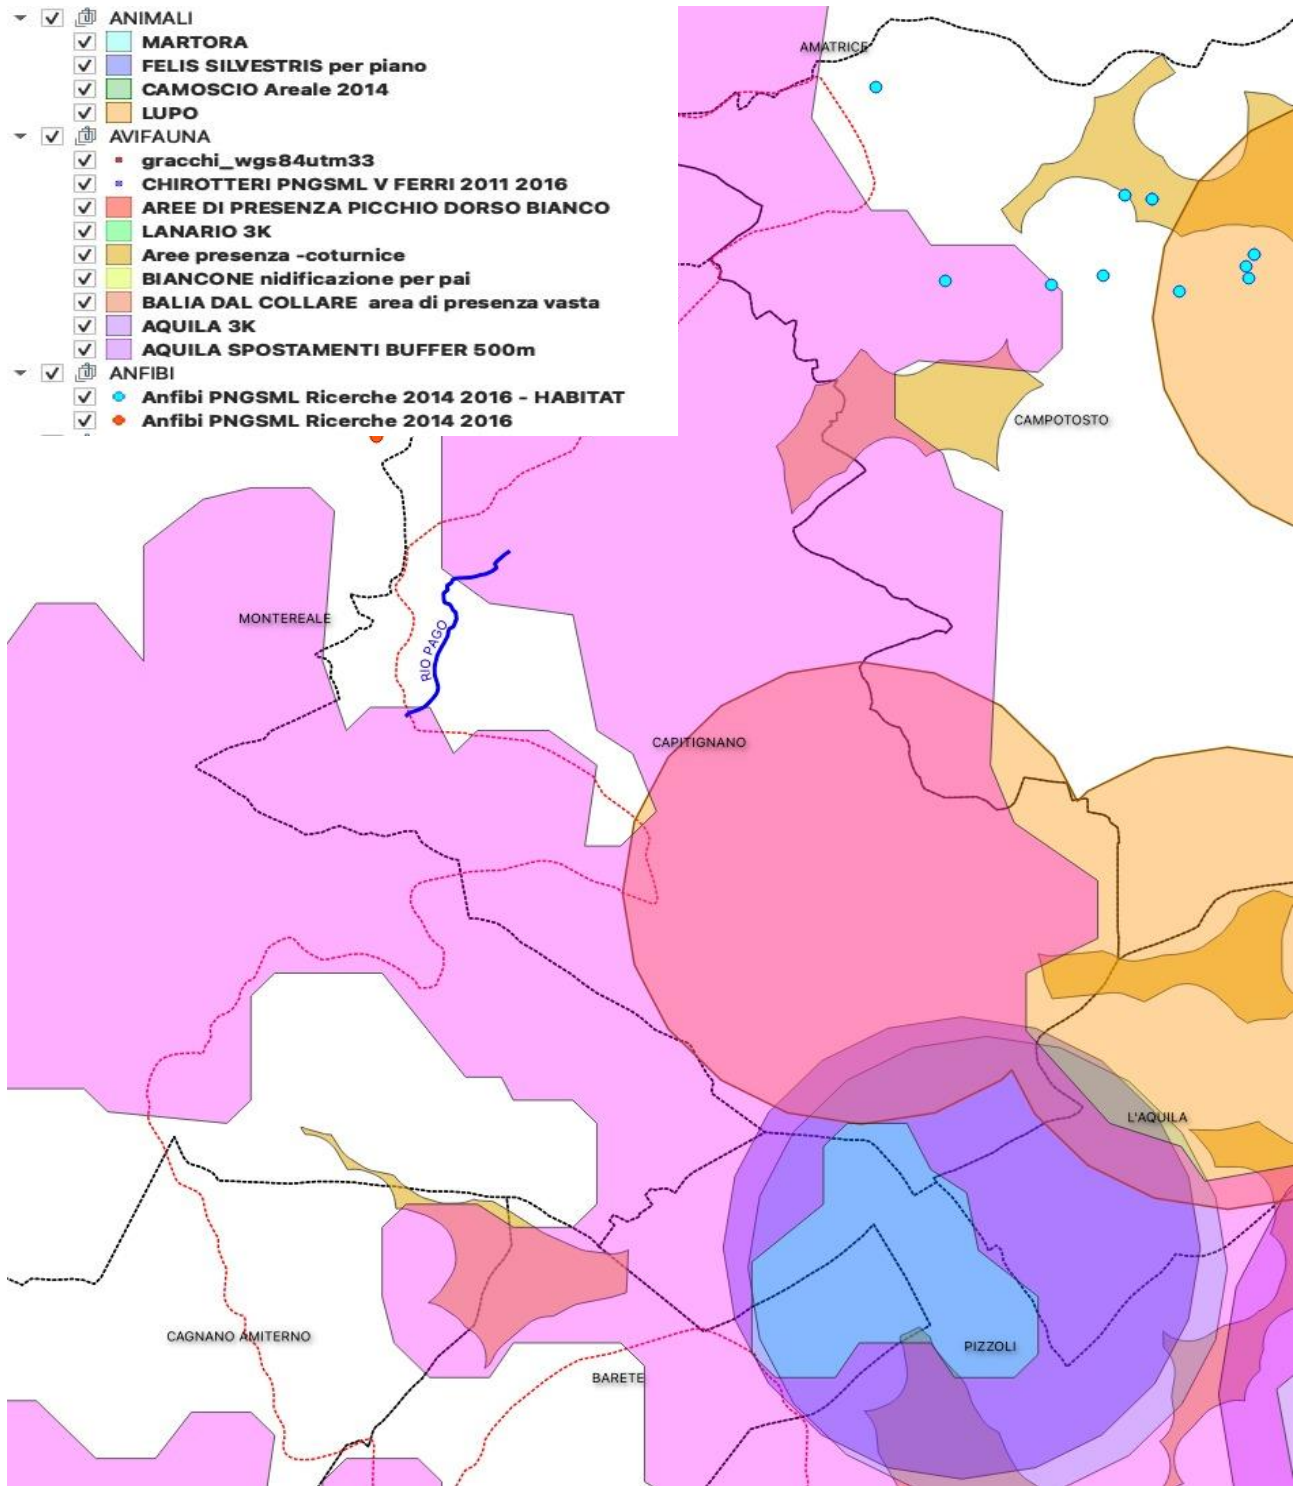 ANIMALI
MARTORA
FELIS SILVESTRIS per piano
CAMOSCIO Areale 2014
LUPO
AVIFAUNA
gracchi_wgs84utm33
CHIROTTERI PNGSML V FERRI 2011 2016
AREE DI PRESENZA PICCHIO DORSO BIANCO
LANARIO 3K
Aree presenza -coturnice
BIANCONE nidificazione per pai
BALIA DAL COLLARE area di presenza vasta
AQUILA 3K
AQUILA SPOSTAMENTI BUFFER 500m
ANFIBI
Anfibi PNGSML Ricerche 2014 2016 - HABITAT
Anfibi PNGSML Ricerche 2014 2016
AMATRICE
CAMPOTOSTO
MONTEREALE
RIO PAGO
CAPITIGNANO
L'AQUILA
CAGNANO AMITERNO
PIZZOLI
BARETE